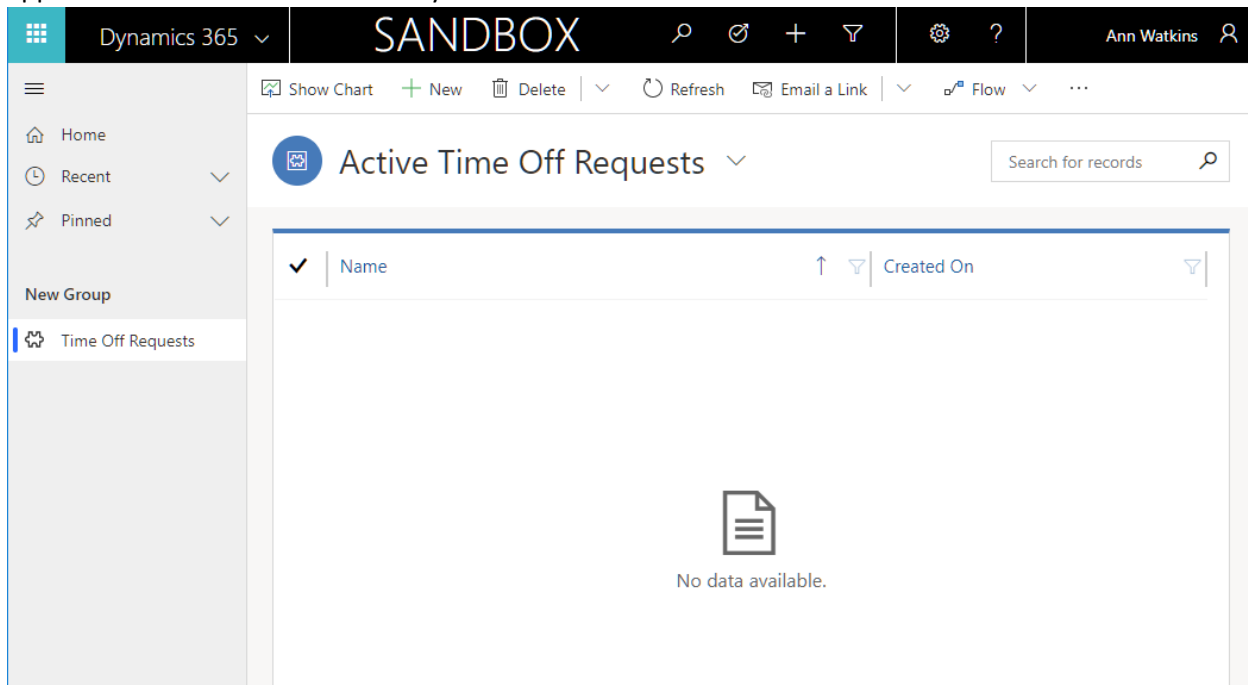 Dynamics 365 SANDBOX ? Ann Watkins
Show Chart + New Delete Refresh Email a Link Flow ...
Home
Recent
Pinned
New Group
Time Off Requests
Active Time Off Requests
Search for records
Name ↑ Created On
No data available.